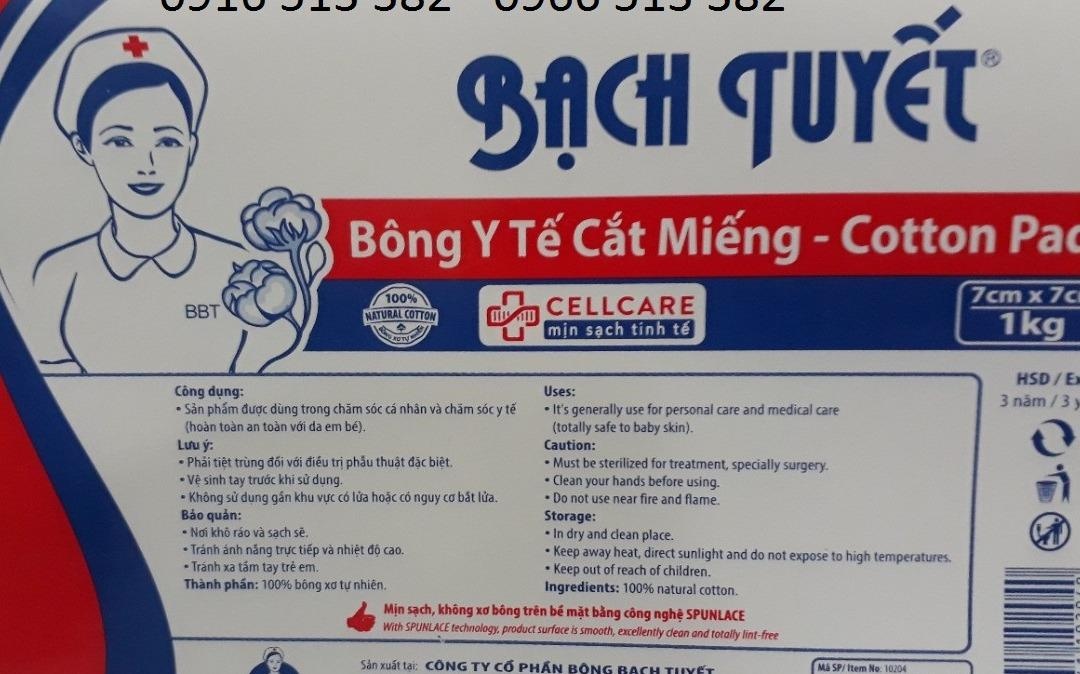 BẠCH TUYẾT®
Bông Y Tế Cắt Miếng - Cotton
BBT
100%
NATURAL COTTON
BÔNG XƠ TỰ NHIÊN
CELLCARE
mịn sạch tinh tế
7cm x
1kg
HSD /
3 năm / 3
Công dụng:
• Sản phẩm được dùng trong chăm sóc cá nhân và chăm sóc y tế
(hoàn toàn an toàn với da em bé).
Lưu ý:
• Phải tiệt trùng đối với điều trị phẫu thuật đặc biệt.
• Vệ sinh tay trước khi sử dụng.
• Không sử dụng gần khu vực có lửa hoặc có nguy cơ bắt lửa.
Bảo quản:
• Nơi khô ráo và sạch sẽ.
• Tránh ánh nắng trực tiếp và nhiệt độ cao.
• Tránh xa tầm tay trẻ em.
Thành phần: 100% bông xơ tự nhiên.
Uses:
• It's generally use for personal care and medical care
(totally safe to baby skin).
Caution:
• Must be sterilized for treatment, specially surgery.
• Clean your hands before using.
• Do not use near fire and flame.
Storage:
• In dry and clean place.
• Keep away heat, direct sunlight and do not expose to high temperatures.
• Keep out of reach of children.
Ingredients: 100% natural cotton.
Mịn sạch, không xơ bông trên bề mặt bằng công nghệ SPUNLACE
With SPUNLACE technology, product surface is smooth, excellently clean and totally lint-free
Sản xuất tại: CÔNG TY CỔ PHẦN BÔNG BẠCH TUYẾT
Mã SP/ Item No: 10204